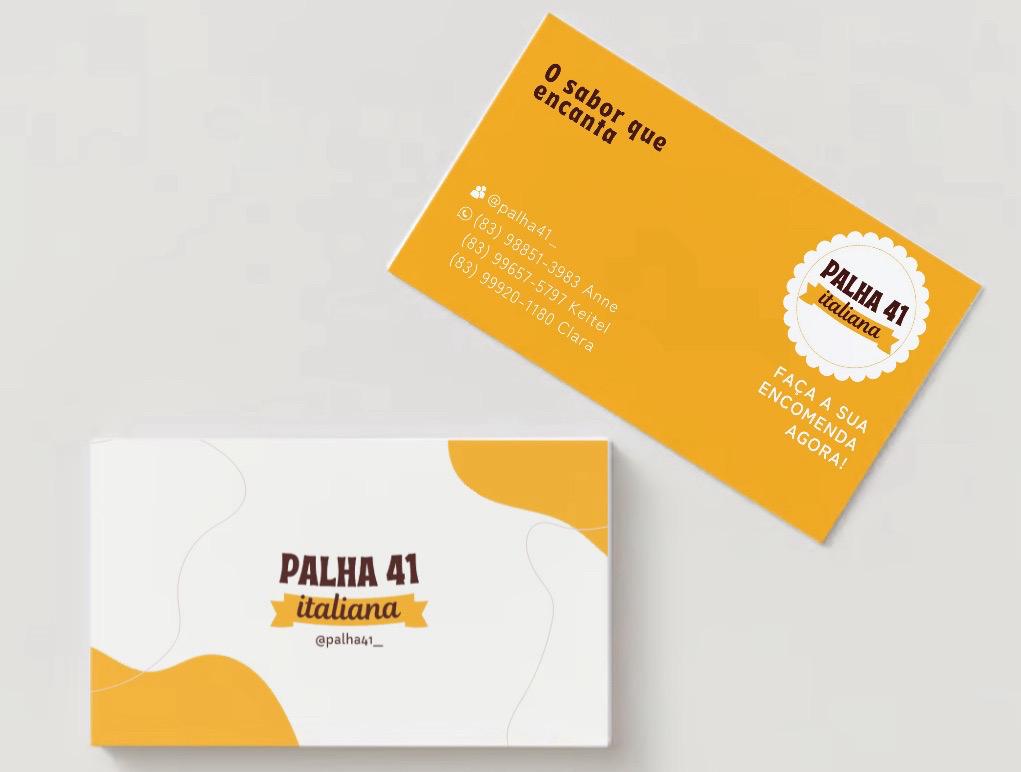 O sabor que
encanta
@palha41_
(83) 98851-3983 Anne
(83) 99657-5797 Keitel
(83) 99920-1180 Clara
PALHA 41
italiana
FAÇA A SUA
ENCOMENDA
AGORA!
PALHA 41
italiana
@palha41_